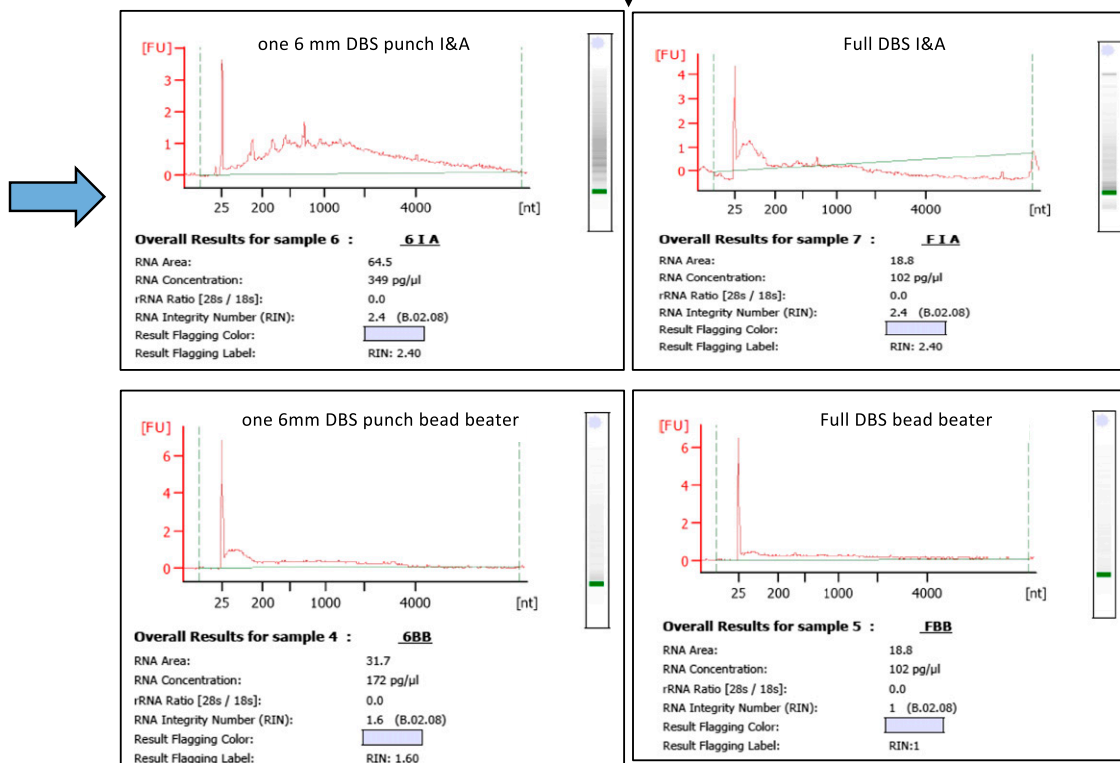 one 6 mm DBS punch I&A
[FU]
3
2
1
0
25 200 1000 4000 [nt]
Overall Results for sample 6 : 6 I A
RNA Area: 64.5
RNA Concentration: 349 pg/µl
rRNA Ratio [28s / 18s]: 0.0
RNA Integrity Number (RIN): 2.4 (B.02.08)
Result Flagging Color:
Result Flagging Label: RIN: 2.40
Full DBS I&A
[FU]
4
3
2
1
0
25 200 1000 4000 [nt]
Overall Results for sample 7 : F I A
RNA Area: 18.8
RNA Concentration: 102 pg/µl
rRNA Ratio [28s / 18s]: 0.0
RNA Integrity Number (RIN): 2.4 (B.02.08)
Result Flagging Color:
Result Flagging Label: RIN: 2.40
one 6mm DBS punch bead beater
[FU]
6
4
2
0
25 200 1000 4000 [nt]
Overall Results for sample 4 : 6BB
RNA Area: 31.7
RNA Concentration: 172 pg/µl
rRNA Ratio [28s / 18s]: 0.0
RNA Integrity Number (RIN): 1.6 (B.02.08)
Result Flagging Color:
Result Flagging Label: RIN: 1.60
Full DBS bead beater
[FU]
6
4
2
0
25 200 1000 4000 [nt]
Overall Results for sample 5 : FBB
RNA Area: 18.8
RNA Concentration: 102 pg/µl
rRNA Ratio [28s / 18s]: 0.0
RNA Integrity Number (RIN): 1 (B.02.08)
Result Flagging Color:
Result Flagging Label: RIN:1